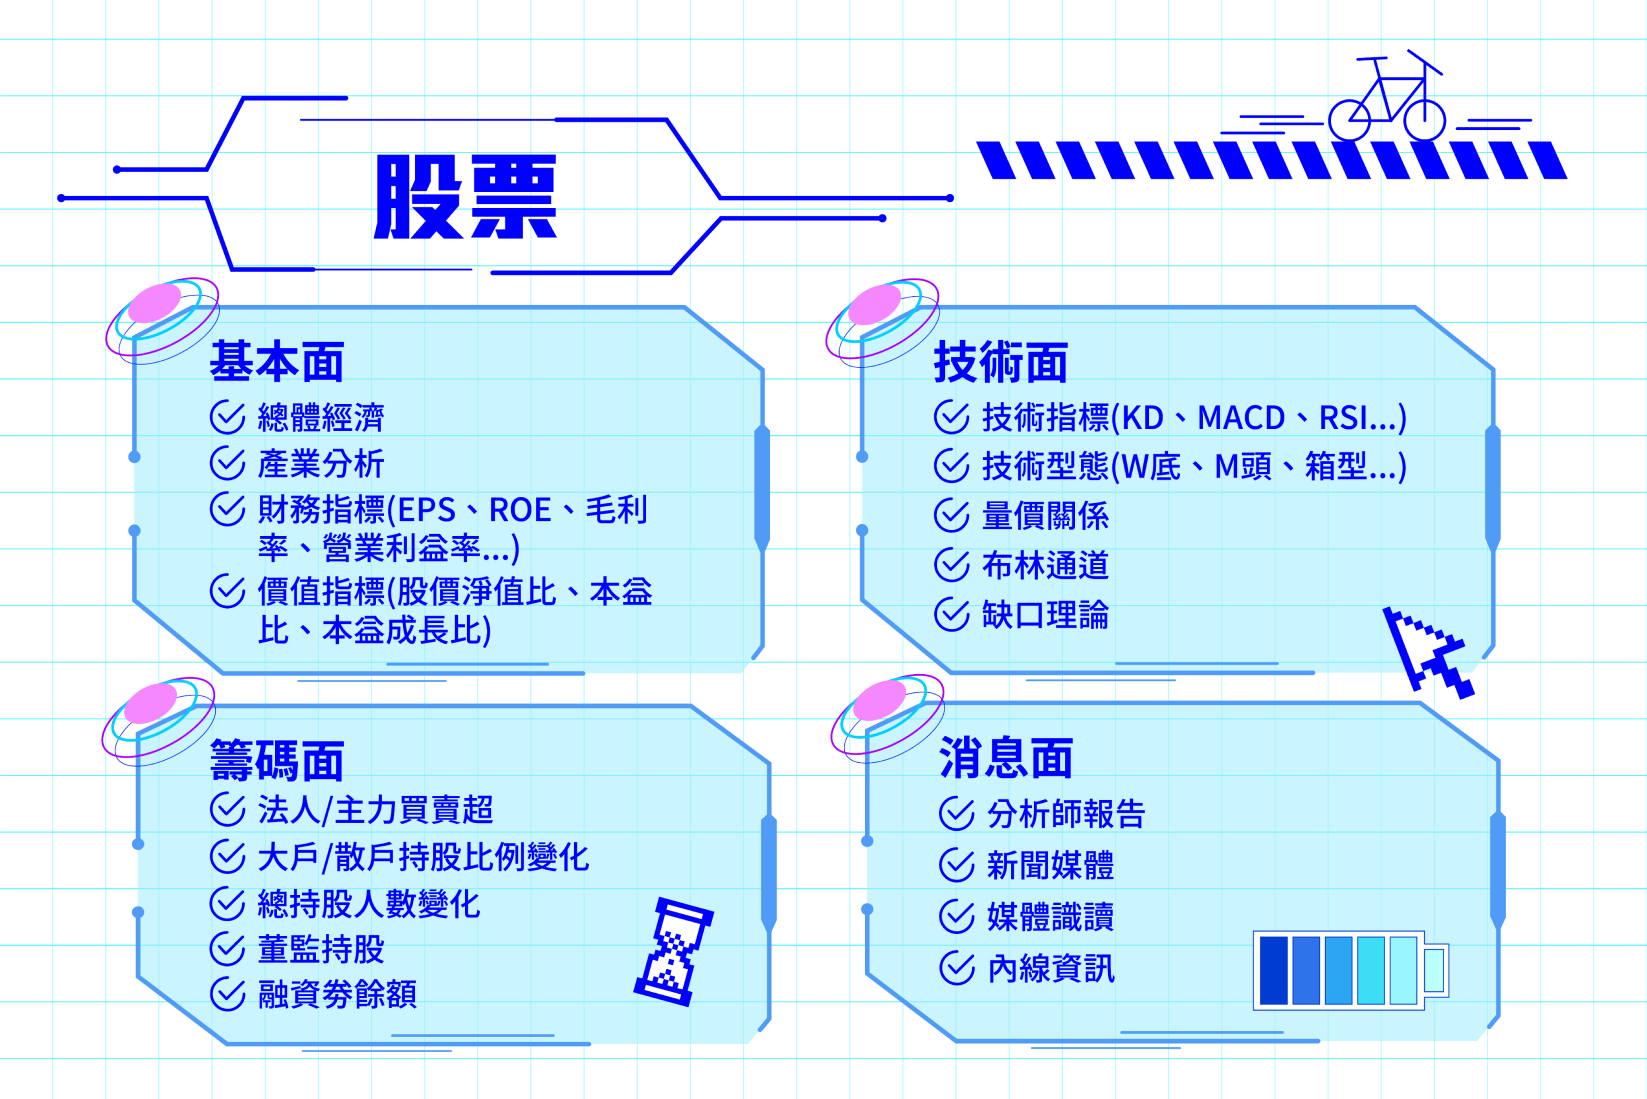 股票
基本面
總體經濟
產業分析
財務指標(EPS、ROE、毛利
率、營業利益率...)
價值指標(股價淨值比、本益
比、本益成長比)
技術面
技術指標(KD、MACD、RSI...)
技術型態(W底、M頭、箱型...)
量價關係
布林通道
缺口理論
籌碼面
法人/主力買賣超
大戶/散戶持股比例變化
總持股人數變化
董監持股
融資券餘額
消息面
分析師報告
新聞媒體
媒體識讀
內線資訊